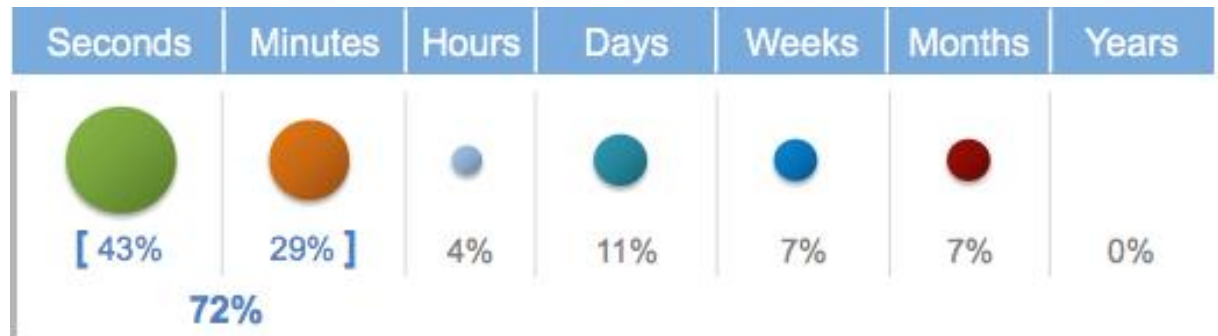 Seconds Minutes Hours Days Weeks Months Years
[ 43% 29% ] 4% 11% 7% 7% 0%
72%